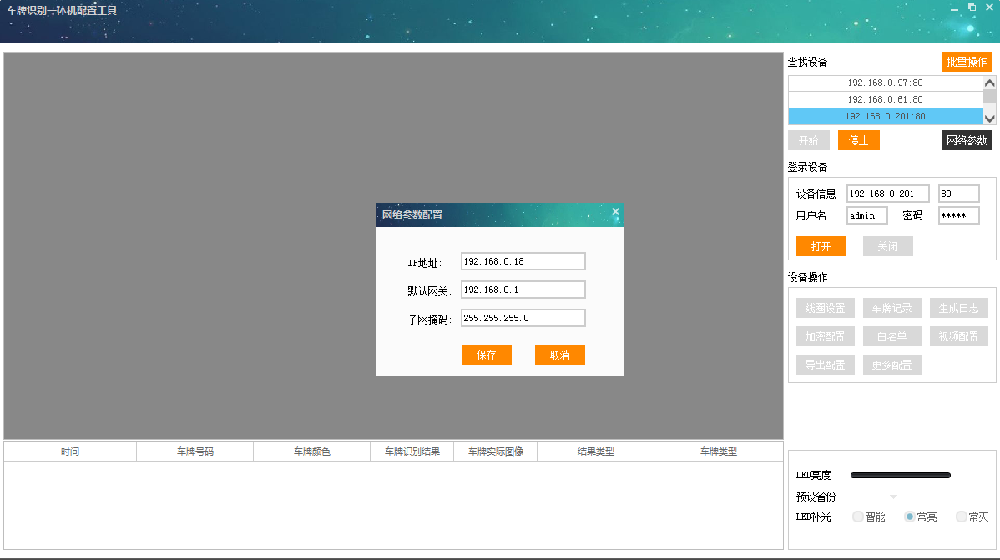 车牌识别一体机配置工具
查找设备 批量操作
192.168.0.97:80
192.168.0.61:80
192.168.0.201:80
开始 停止 网络参数
登录设备
设备信息 192.168.0.201 80
用户名 admin 密码 *****
打开 关闭
设备操作
线圈设置 车牌记录 生成日志
加密配置 白名单 视频配置
导出配置 更多配置
网络参数配置
IP地址: 192.168.0.18
默认网关: 192.168.0.1
子网掩码: 255.255.255.0
保存 取消
时间 车牌号码 车牌颜色 车牌识别结果 车牌实际图像 结果类型 车牌类型
LED亮度
预设省份
LED补光 智能 常亮 常灭